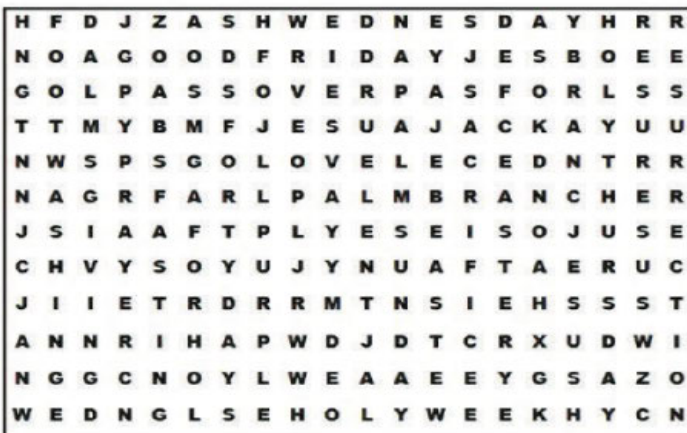 H F D J Z A S H W E D N E S D A Y H R R
N O A G O O D F R I D A Y J E S B O E E
G O L P A S S O V E R P A S F O R L S S
T T M Y B M F J E S U A J A C K A Y U U
N W S P S G O L O V E L E C E D N T R R
N A G R F A R L P A L M B R A N C H E R
J S I A A F T P L Y E S E I S O J U S E
C H V Y S O Y U J Y N U A F T A E R U C
J I I E T R D R R M T N S I E H S S S T
A N N R I H A P W D J D T C R X U D W I
N G G C N O Y L W E A A E E Y G S A Z O
W E D N G L S E H O L Y W E E K H Y C N